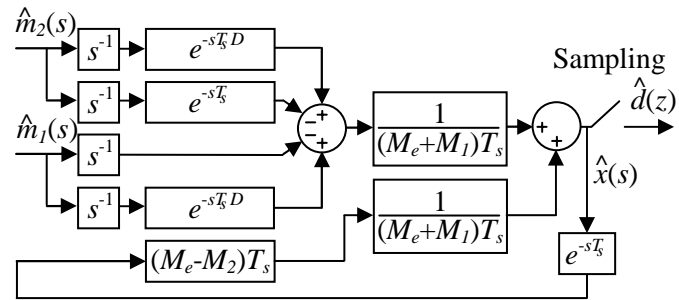 m̂₂(s)
s⁻¹
e^{-sTₛD}
s⁻¹
e^{-sTₛ}
m̂₁(s)
s⁻¹
s⁻¹
e^{-sTₛD}
+
−
−
+
1
(Mₑ+M₁)Tₛ
+
+
Sampling
d̂(z)
x̂(s)
(Mₑ-M₂)Tₛ
1
(Mₑ+M₁)Tₛ
e^{-sTₛ}